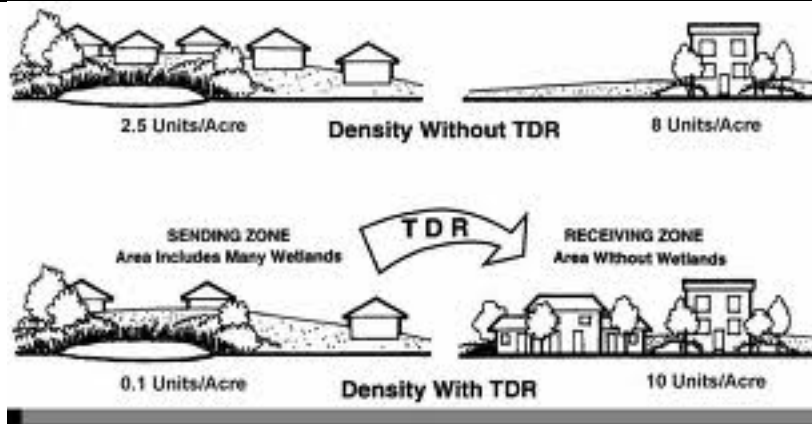 2.5 Units/Acre
Density Without TDR
8 Units/Acre
TDR
SENDING ZONE
Area Includes Many Wetlands
RECEIVING ZONE
Area Without Wetlands
0.1 Units/Acre
Density With TDR
10 Units/Acre